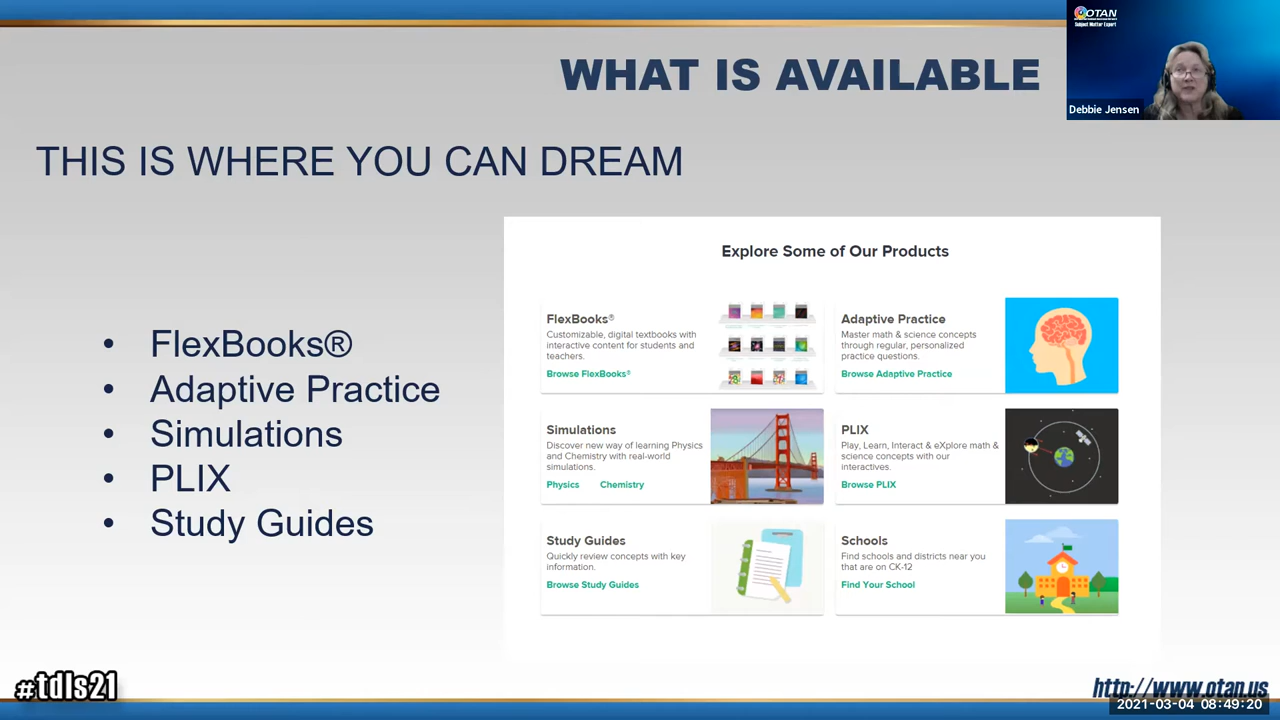 OTAN
Subject Matter Expert
Debbie Jensen
WHAT IS AVAILABLE
THIS IS WHERE YOU CAN DREAM
• FlexBooks®
• Adaptive Practice
• Simulations
• PLIX
• Study Guides
Explore Some of Our Products
FlexBooks®
Customizable, digital textbooks with
interactive content for students and
teachers.
Browse FlexBooks®
Adaptive Practice
Master math & science concepts
through regular, personalized
practice questions.
Browse Adaptive Practice
Simulations
Discover new way of learning Physics
and Chemistry with real-world
simulations.
Physics Chemistry
PLIX
Play, Learn, Interact & eXplore math &
science concepts with our
interactives.
Browse PLIX
Study Guides
Quickly review concepts with key
information.
Browse Study Guides
Schools
Find schools and districts near you
that are on CK-12
Find Your School
#tdls21
http://www.otan.us
2021-03-04 08:49:20